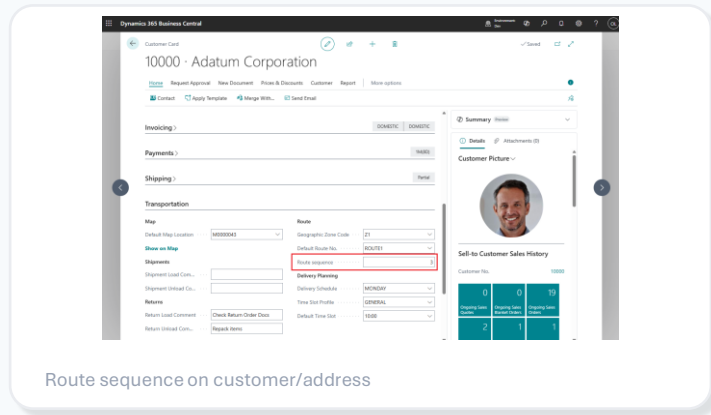 Dynamics 365 Business Central
Environment:
Customer Card
Saved
10000 · Adatum Corporation
Home Request Approval New Document Prices & Discounts Customer Report More options
Contact Apply Template Merge With... Send Email
Invoicing > DOMESTIC DOMESTIC
Payments >
Shipping > Partial
Transportation
Map
Default Map Location M0000043
Show on Map
Shipments
Shipment Load Com...
Shipment Unload Co...
Returns
Return Load Comment Check Return Order Docs
Return Unload Com... Repack items
Route
Geographic Zone Code Z1
Default Route No. ROUTE1
Route sequence 3
Delivery Planning
Delivery Schedule MONDAY
Time Slot Profile GENERAL
Default Time Slot 10:00
Summary
Details Attachments (0)
Customer Picture
Sell-to Customer Sales History
Customer No. 10000
0 0 19
Ongoing Sales Quotes
Ongoing Sales Blanket Orders
Ongoing Sales Orders
2 1 1
Route sequence on customer/address